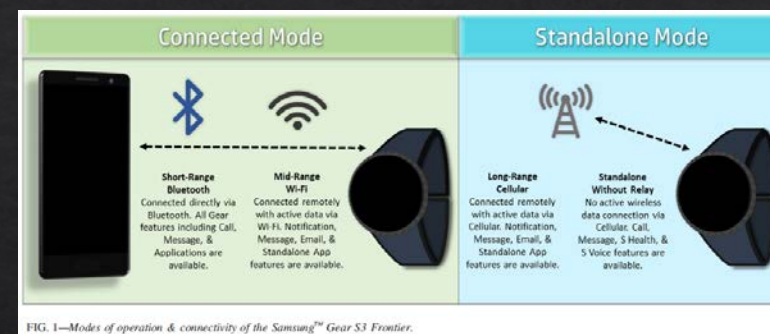 Connected Mode
Standalone Mode
Short-Range
Bluetooth
Connected directly via
Bluetooth. All Gear
features including Call,
Message, &
Applications are
available.
Mid-Range
Wi-Fi
Connected remotely
with active data via
Wi-Fi. Notification,
Message, Email, &
Standalone App
features are available.
Long-Range
Cellular
Connected remotely
with active data via
Cellular. Notification,
Message, Email, &
Standalone App
features are available.
Standalone
Without Relay
No active wireless
data connection via
Cellular. Call,
Message, S Health, &
S Voice features are
available.
FIG. 1—Modes of operation & connectivity of the Samsung™ Gear S3 Frontier.